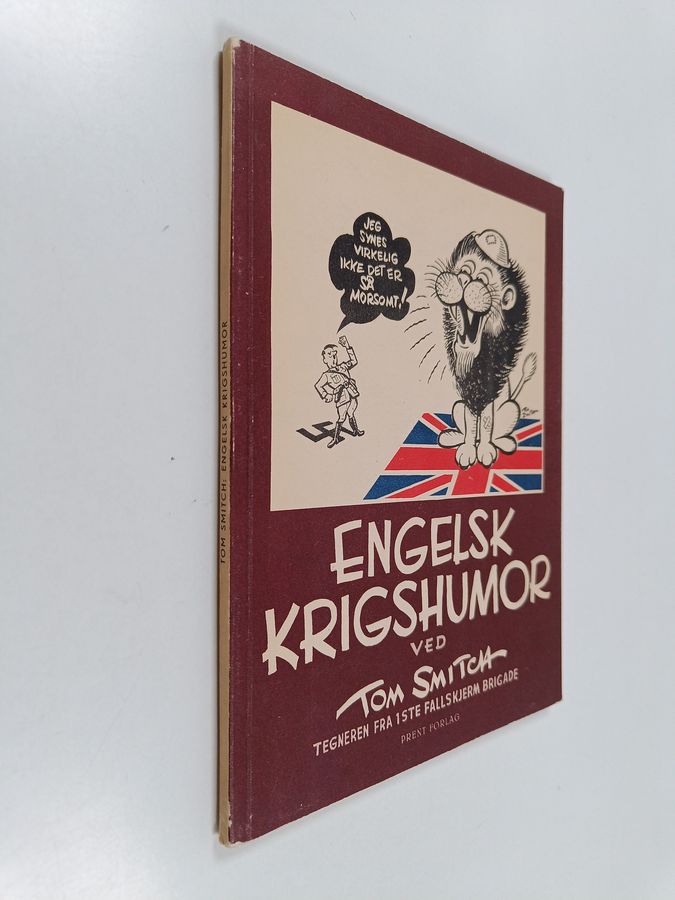 TOM SMITCH: ENGELSK KRIGSHUMOR
JEG
SYNES
VIRKELIG
IKKE DET ER
SÅ
MORSOMT!
ENGELSK
KRIGSHUMOR
VED
TOM SMITCH
TEGNEREN FRA 1STE FALLSKJERM BRIGADE
PRENT FORLAG